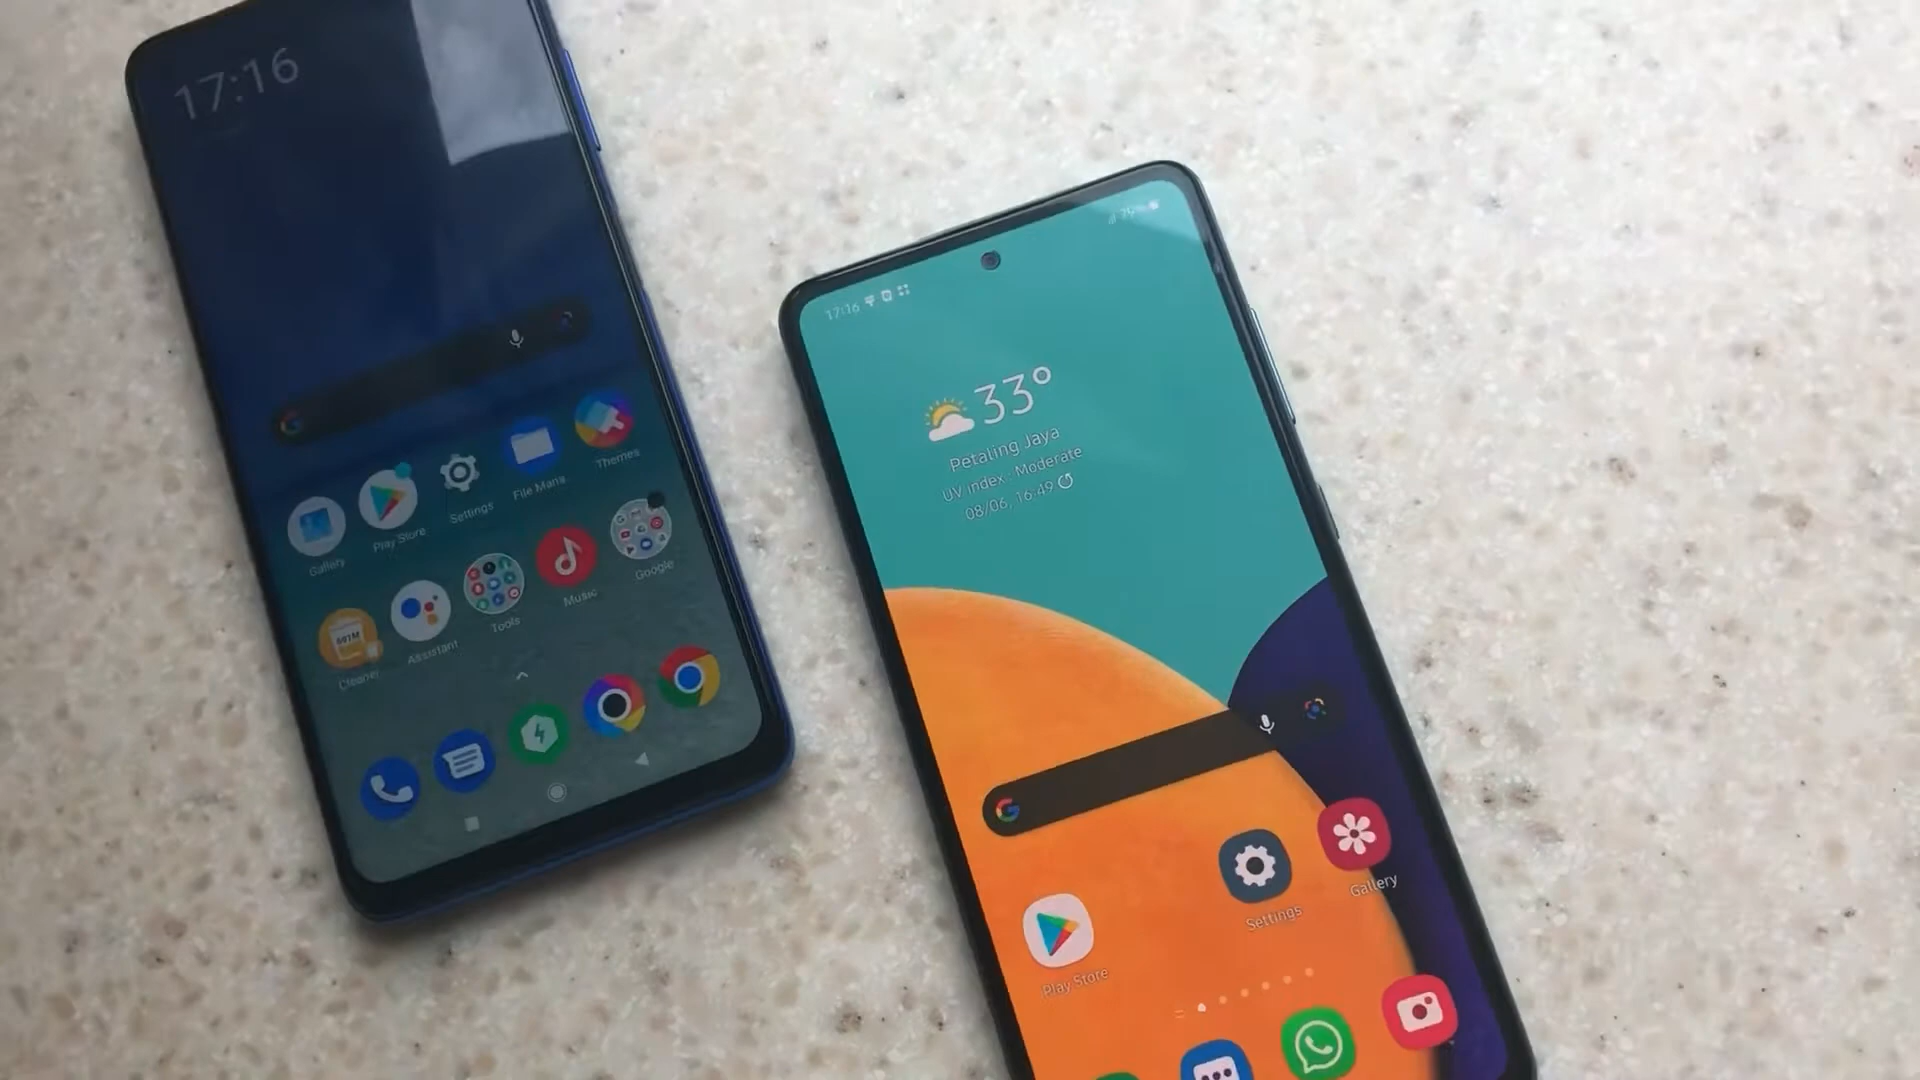 17:16
Gallery
Play Store
Settings
File Mana
Themes
601M
Cleaner
Assistant
Tools
Music
Google
17:16
33°
Petaling Jaya
UV index : Moderate
08/06, 16:49
Play Store
Settings
Gallery